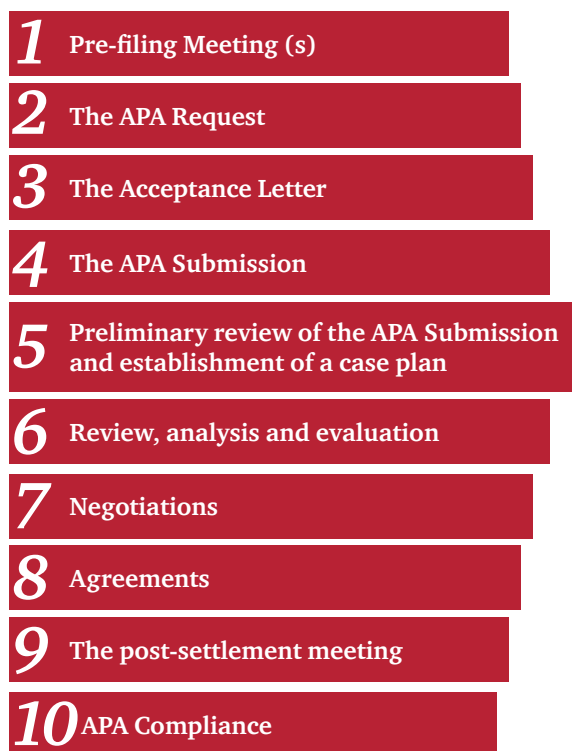 1 Pre-filing Meeting (s)
2 The APA Request
3 The Acceptance Letter
4 The APA Submission
5 Preliminary review of the APA Submission
and establishment of a case plan
6 Review, analysis and evaluation
7 Negotiations
8 Agreements
9 The post-settlement meeting
10 APA Compliance